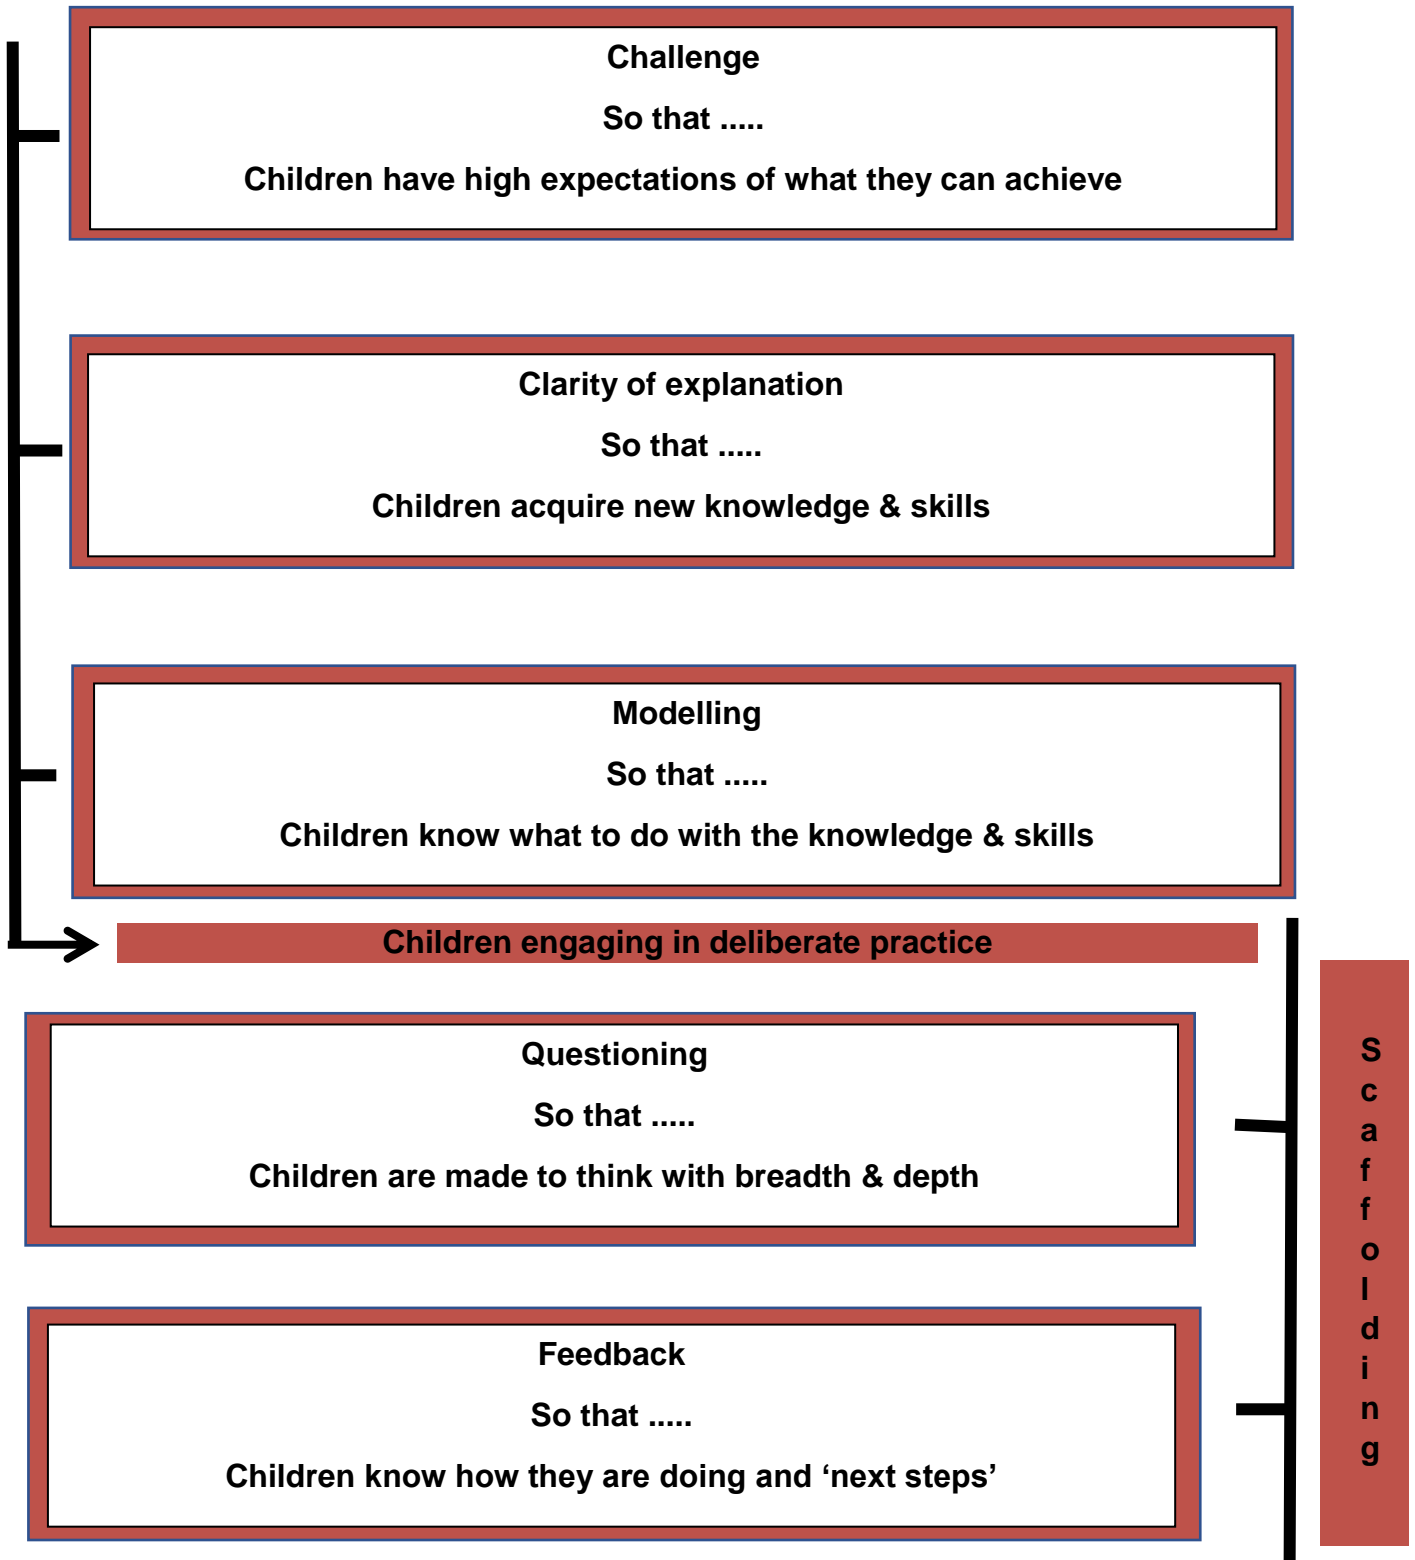 Challenge
So that .....
Children have high expectations of what they can achieve
Clarity of explanation
So that .....
Children acquire new knowledge & skills
Modelling
So that .....
Children know what to do with the knowledge & skills
Children engaging in deliberate practice
Questioning
So that .....
Children are made to think with breadth & depth
Feedback
So that .....
Children know how they are doing and ‘next steps’
S
c
a
f
f
o
l
d
i
n
g